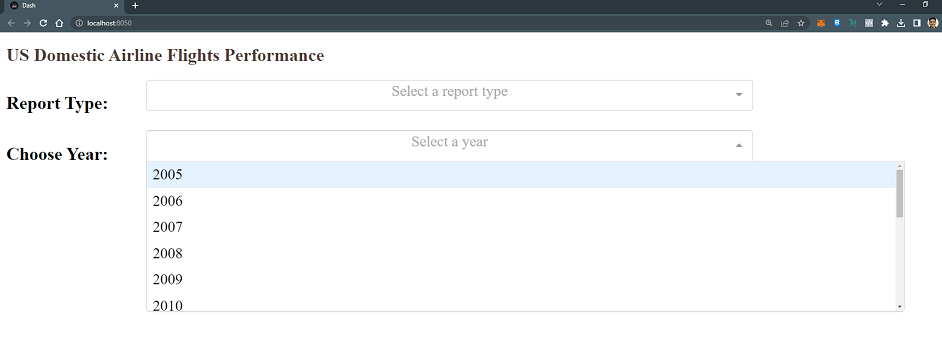 Dash
localhost:8050
US Domestic Airline Flights Performance
Report Type:
Select a report type
Choose Year:
Select a year
2005
2006
2007
2008
2009
2010